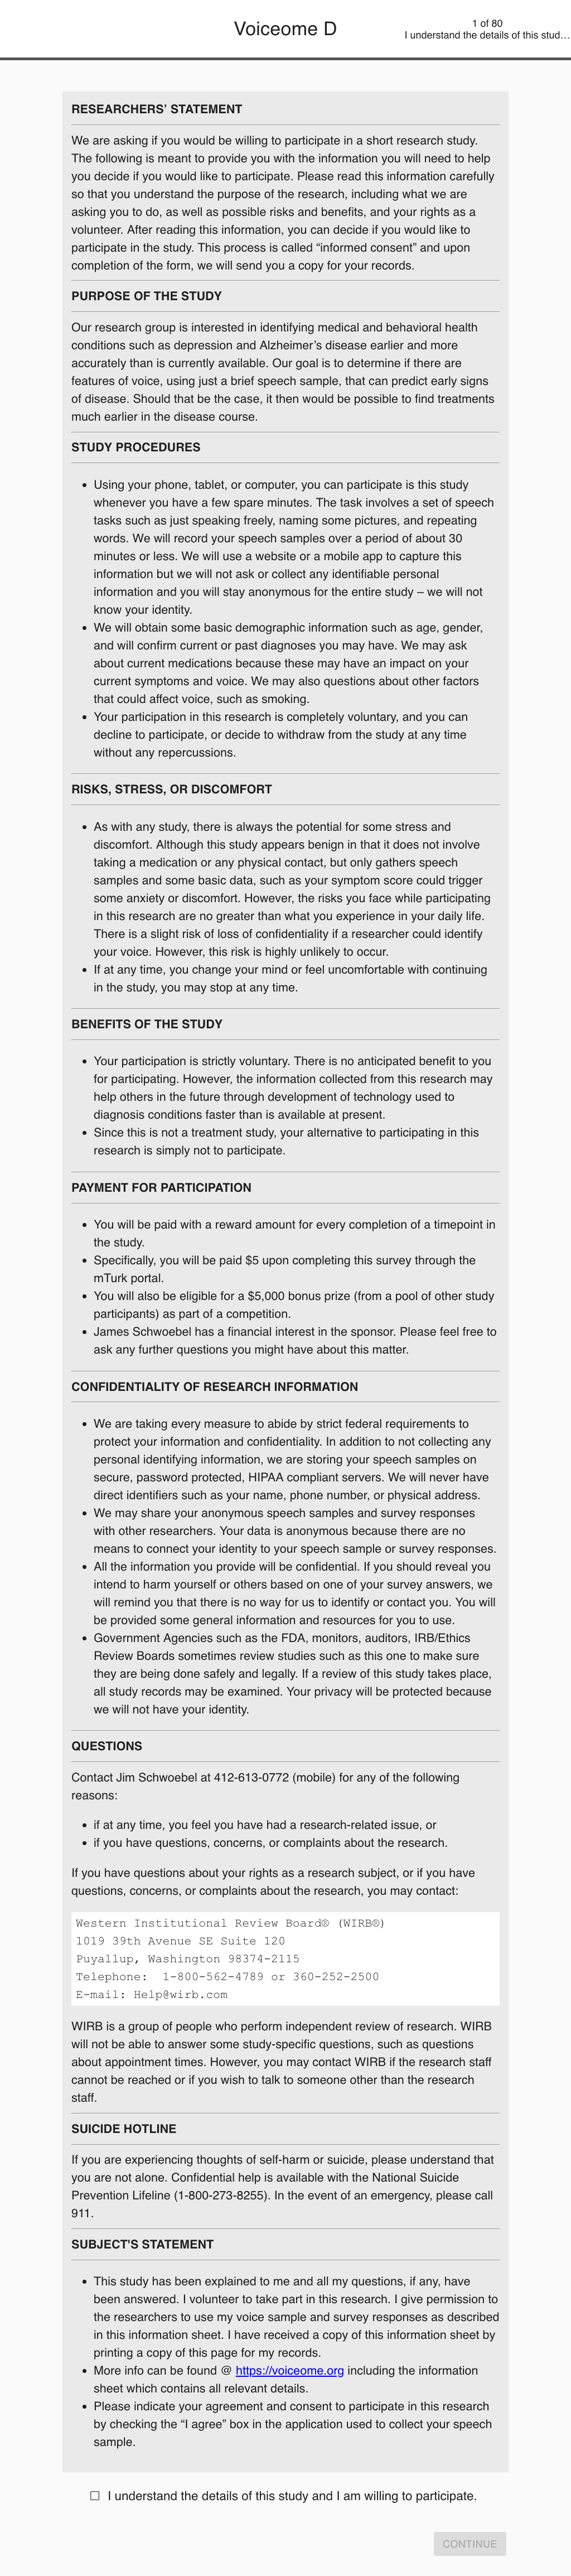 Voiceome D
1 of 80
I understand the details of this stud…
RESEARCHERS’ STATEMENT
We are asking if you would be willing to participate in a short research study.
The following is meant to provide you with the information you will need to help
you decide if you would like to participate. Please read this information carefully
so that you understand the purpose of the research, including what we are
asking you to do, as well as possible risks and benefits, and your rights as a
volunteer. After reading this information, you can decide if you would like to
participate in the study. This process is called “informed consent” and upon
completion of the form, we will send you a copy for your records.
PURPOSE OF THE STUDY
Our research group is interested in identifying medical and behavioral health
conditions such as depression and Alzheimer’s disease earlier and more
accurately than is currently available. Our goal is to determine if there are
features of voice, using just a brief speech sample, that can predict early signs
of disease. Should that be the case, it then would be possible to find treatments
much earlier in the disease course.
STUDY PROCEDURES
• Using your phone, tablet, or computer, you can participate is this study
whenever you have a few spare minutes. The task involves a set of speech
tasks such as just speaking freely, naming some pictures, and repeating
words. We will record your speech samples over a period of about 30
minutes or less. We will use a website or a mobile app to capture this
information but we will not ask or collect any identifiable personal
information and you will stay anonymous for the entire study – we will not
know your identity.
• We will obtain some basic demographic information such as age, gender,
and will confirm current or past diagnoses you may have. We may ask
about current medications because these may have an impact on your
current symptoms and voice. We may also questions about other factors
that could affect voice, such as smoking.
• Your participation in this research is completely voluntary, and you can
decline to participate, or decide to withdraw from the study at any time
without any repercussions.
RISKS, STRESS, OR DISCOMFORT
• As with any study, there is always the potential for some stress and
discomfort. Although this study appears benign in that it does not involve
taking a medication or any physical contact, but only gathers speech
samples and some basic data, such as your symptom score could trigger
some anxiety or discomfort. However, the risks you face while participating
in this research are no greater than what you experience in your daily life.
There is a slight risk of loss of confidentiality if a researcher could identify
your voice. However, this risk is highly unlikely to occur.
• If at any time, you change your mind or feel uncomfortable with continuing
in the study, you may stop at any time.
BENEFITS OF THE STUDY
• Your participation is strictly voluntary. There is no anticipated benefit to you
for participating. However, the information collected from this research may
help others in the future through development of technology used to
diagnosis conditions faster than is available at present.
• Since this is not a treatment study, your alternative to participating in this
research is simply not to participate.
PAYMENT FOR PARTICIPATION
• You will be paid with a reward amount for every completion of a timepoint in
the study.
• Specifically, you will be paid $5 upon completing this survey through the
mTurk portal.
• You will also be eligible for a $5,000 bonus prize (from a pool of other study
participants) as part of a competition.
• James Schwoebel has a financial interest in the sponsor. Please feel free to
ask any further questions you might have about this matter.
CONFIDENTIALITY OF RESEARCH INFORMATION
• We are taking every measure to abide by strict federal requirements to
protect your information and confidentiality. In addition to not collecting any
personal identifying information, we are storing your speech samples on
secure, password protected, HIPAA compliant servers. We will never have
direct identifiers such as your name, phone number, or physical address.
• We may share your anonymous speech samples and survey responses
with other researchers. Your data is anonymous because there are no
means to connect your identity to your speech sample or survey responses.
• All the information you provide will be confidential. If you should reveal you
intend to harm yourself or others based on one of your survey answers, we
will remind you that there is no way for us to identify or contact you. You will
be provided some general information and resources for you to use.
• Government Agencies such as the FDA, monitors, auditors, IRB/Ethics
Review Boards sometimes review studies such as this one to make sure
they are being done safely and legally. If a review of this study takes place,
all study records may be examined. Your privacy will be protected because
we will not have your identity.
QUESTIONS
Contact Jim Schwoebel at 412-613-0772 (mobile) for any of the following
reasons:
• if at any time, you feel you have had a research-related issue, or
• if you have questions, concerns, or complaints about the research.
If you have questions about your rights as a research subject, or if you have
questions, concerns, or complaints about the research, you may contact:
Western Institutional Review Board® (WIRB®)
1019 39th Avenue SE Suite 120
Puyallup, Washington 98374-2115
Telephone:  1-800-562-4789 or 360-252-2500
E-mail: Help@wirb.com
WIRB is a group of people who perform independent review of research. WIRB
will not be able to answer some study-specific questions, such as questions
about appointment times. However, you may contact WIRB if the research staff
cannot be reached or if you wish to talk to someone other than the research
staff.
SUICIDE HOTLINE
If you are experiencing thoughts of self-harm or suicide, please understand that
you are not alone. Confidential help is available with the National Suicide
Prevention Lifeline (1-800-273-8255). In the event of an emergency, please call
911.
SUBJECT'S STATEMENT
• This study has been explained to me and all my questions, if any, have
been answered. I volunteer to take part in this research. I give permission to
the researchers to use my voice sample and survey responses as described
in this information sheet. I have received a copy of this information sheet by
printing a copy of this page for my records.
• More info can be found @ https://voiceome.org including the information
sheet which contains all relevant details.
• Please indicate your agreement and consent to participate in this research
by checking the “I agree” box in the application used to collect your speech
sample.
I understand the details of this study and I am willing to participate.
CONTINUE